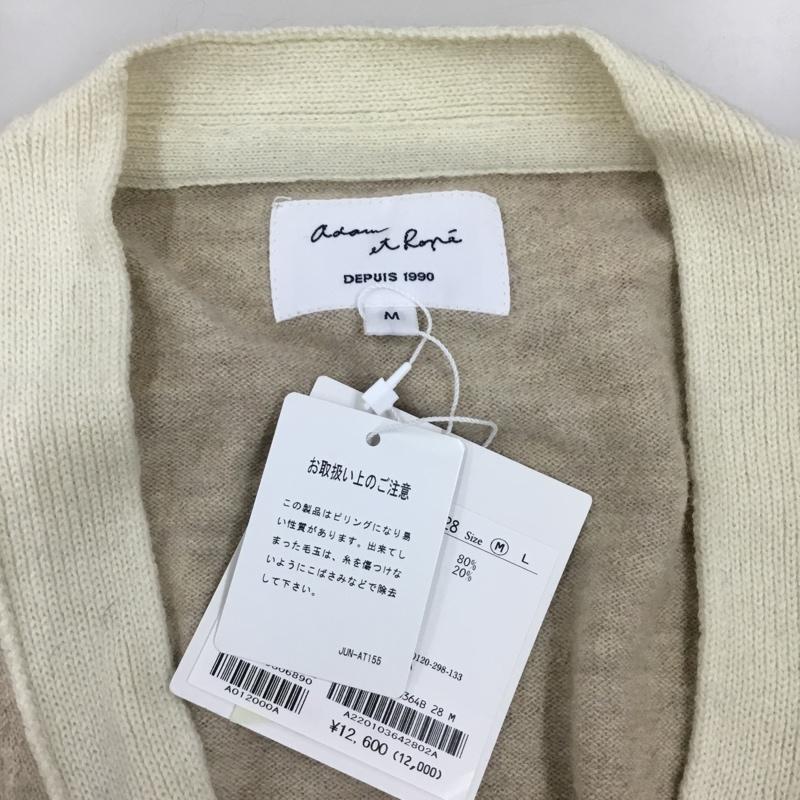 adam
et Ropé
DEPUIS 1990
M
お取扱い上のご注意
この製品はピリングになり易
い性質があります。出来てし
まった毛玉は、糸を傷つけな
いようにこばさみなどで除去
して下さい。
JUN-AT155
28 Size M L
80%
20%
0120-298-133
A012000A
364B 28 M
A220103642802A
¥12,600 (12,000)